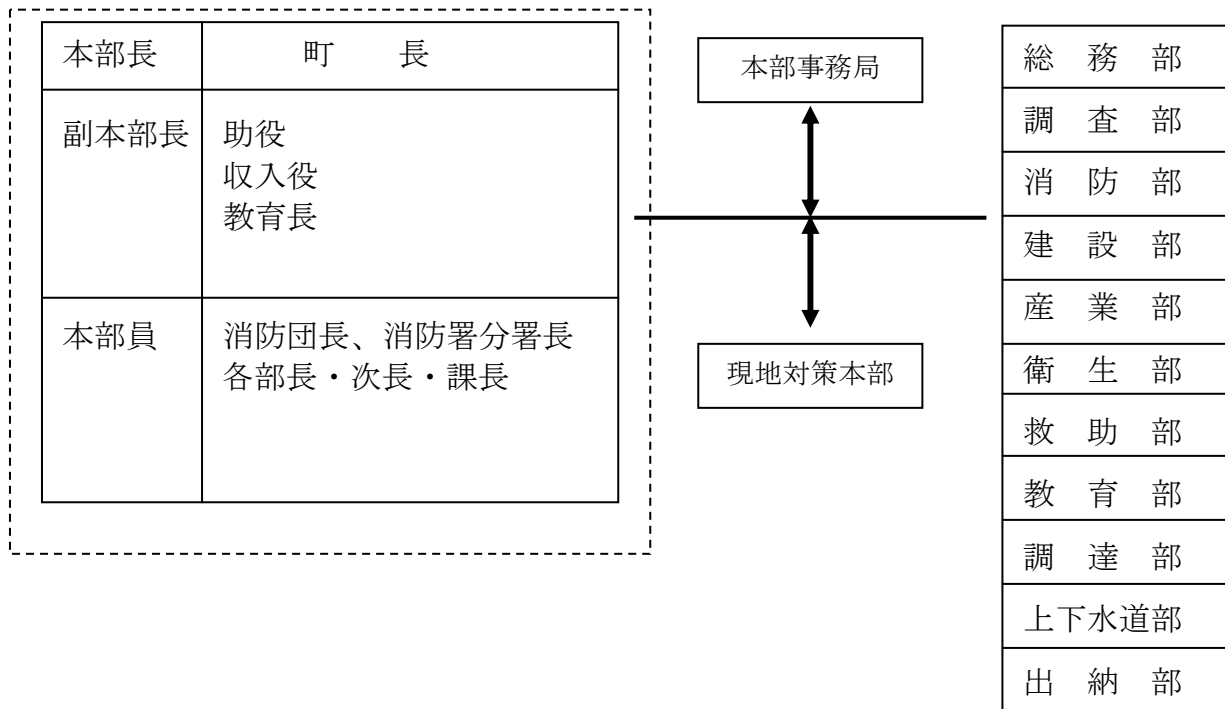 本部長
町　　長
副本部長
助役
収入役
教育長
本部員
消防団長、消防署分署長
各部長・次長・課長
本部事務局
現地対策本部
総　務　部
調　査　部
消　防　部
建　設　部
産　業　部
衛　生　部
救　助　部
教　育　部
調　達　部
上下水道部
出　納　部